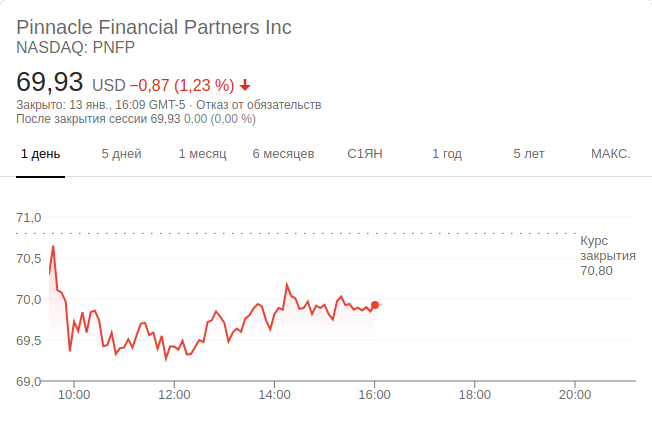 Pinnacle Financial Partners Inc
NASDAQ: PNFP
69,93 USD −0,87 (1,23 %)
Закрыто: 13 янв., 16:09 GMT-5 · Отказ от обязательств
После закрытия сессии 69,93 0,00 (0,00 %)
1 день 5 дней 1 месяц 6 месяцев С1ЯН 1 год 5 лет МАКС.
71,0
Курс
закрытия
70,80
70,5
70,0
69,5
69,0
10:00 12:00 14:00 16:00 18:00 20:00